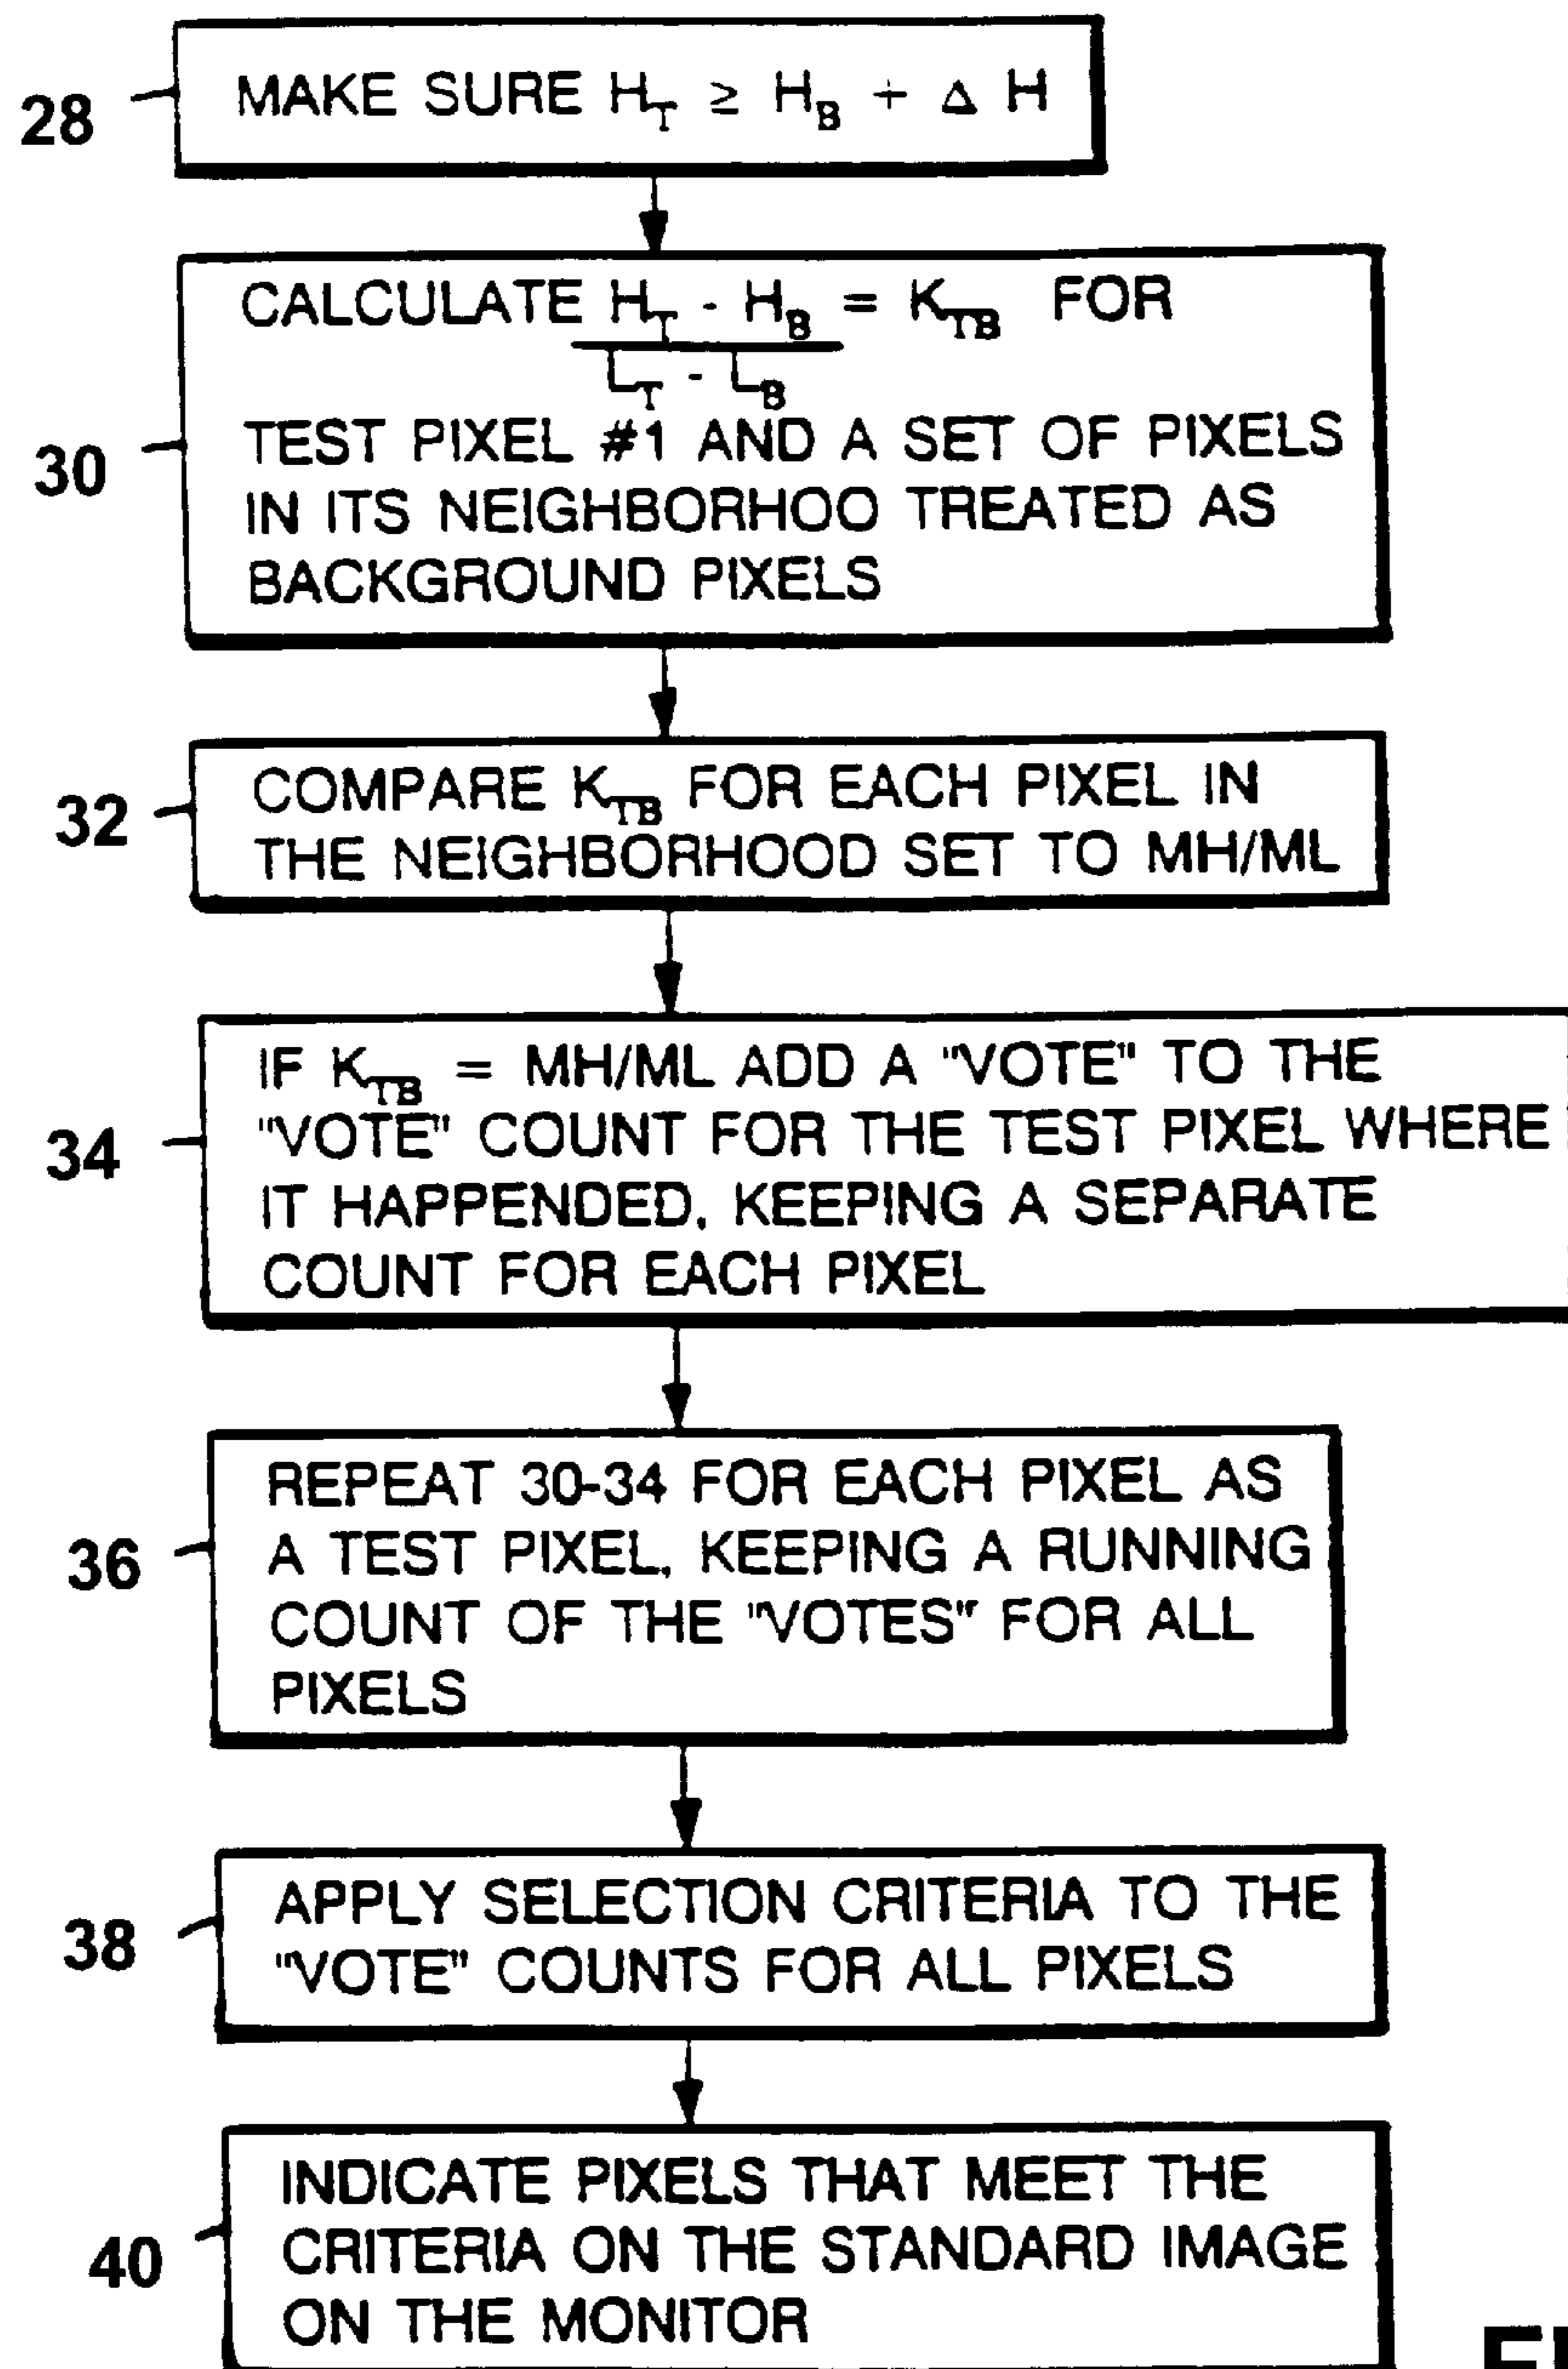 28 MAKE SURE H_T ≥ H_B + Δ H
CALCULATE H_T - H_B = K_TB FOR
L_T - L_B
30 TEST PIXEL #1 AND A SET OF PIXELS
IN ITS NEIGHBORHOO TREATED AS
BACKGROUND PIXELS
32 COMPARE K_TB FOR EACH PIXEL IN
THE NEIGHBORHOOD SET TO MH/ML
IF K_TB = MH/ML ADD A "VOTE" TO THE
34 "VOTE" COUNT FOR THE TEST PIXEL WHERE
IT HAPPENDED, KEEPING A SEPARATE
COUNT FOR EACH PIXEL
REPEAT 30-34 FOR EACH PIXEL AS
36 A TEST PIXEL, KEEPING A RUNNING
COUNT OF THE "VOTES" FOR ALL
PIXELS
38 APPLY SELECTION CRITERIA TO THE
"VOTE" COUNTS FOR ALL PIXELS
INDICATE PIXELS THAT MEET THE
40 CRITERIA ON THE STANDARD IMAGE
ON THE MONITOR